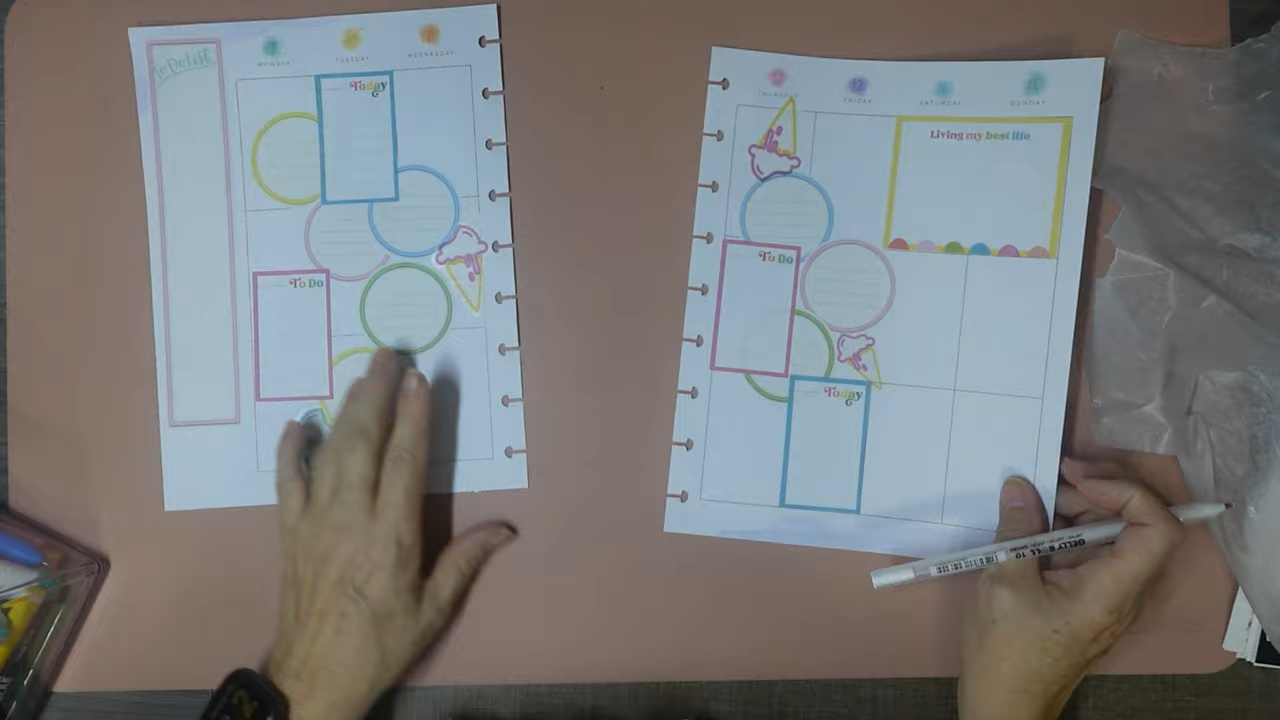 To Do List
MONDAY
TUESDAY
WEDNESDAY
Today
To Do
THURSDAY
FRIDAY
SATURDAY
SUNDAY
Living my best life
To Do
Today
GELLY ROLL 10